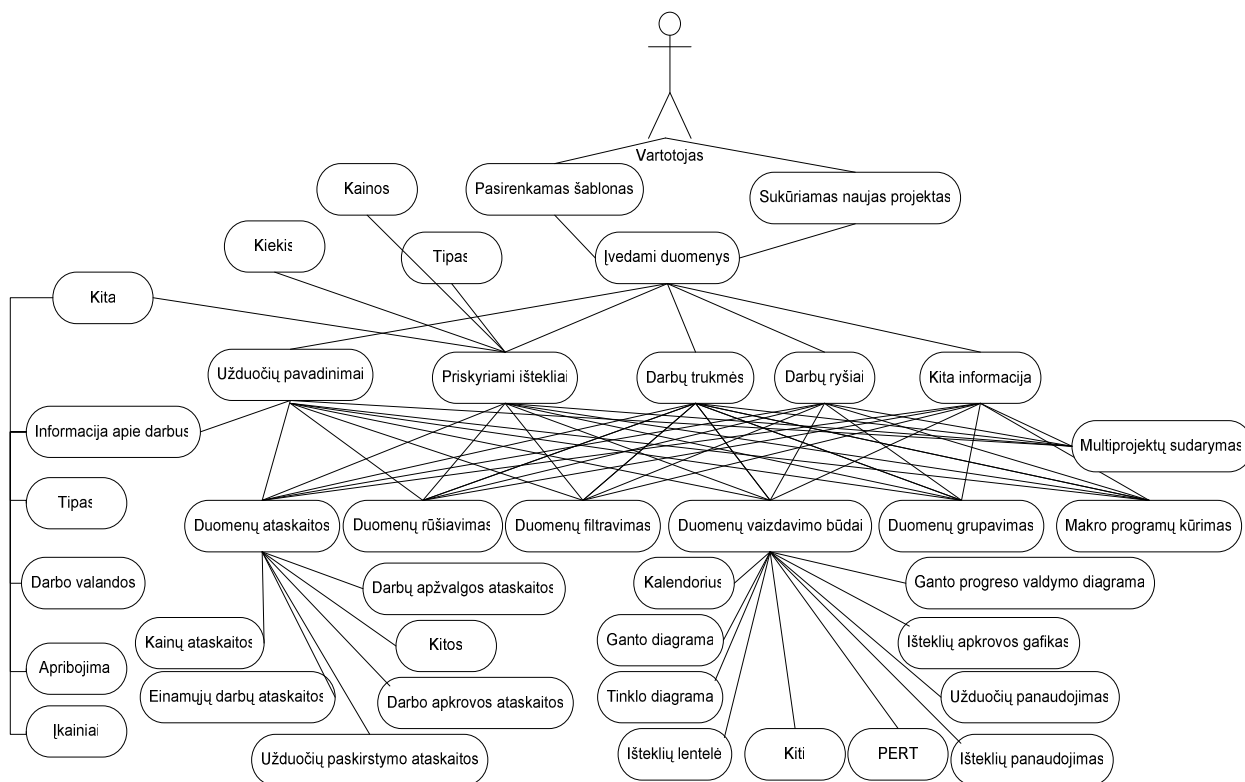 Vartotojas
Kainos
Pasirenkamas šablonas
Sukūriamas naujas projektas
Kiekis
Tipas
Įvedami duomenys
Kita
Užduočių pavadinimai
Priskyriami ištekliai
Darbų trukmės
Darbų ryšiai
Kita informacija
Informacija apie darbus
Multiprojektų sudarymas
Tipas
Duomenų ataskaitos
Duomenų rūšiavimas
Duomenų filtravimas
Duomenų vaizdavimo būdai
Duomenų grupavimas
Makro programų kūrimas
Darbo valandos
Darbų apžvalgos ataskaitos
Kalendorius
Ganto progreso valdymo diagrama
Kainų ataskaitos
Kitos
Ganto diagrama
Išteklių apkrovos gafikas
Apribojima
Einamųjų darbų ataskaitos
Darbo apkrovos ataskaitos
Tinklo diagrama
Užduočių panaudojimas
Įkainiai
Užduočių paskirstymo ataskaitos
Išteklių lentelė
Kiti
PERT
Išteklių panaudojimas